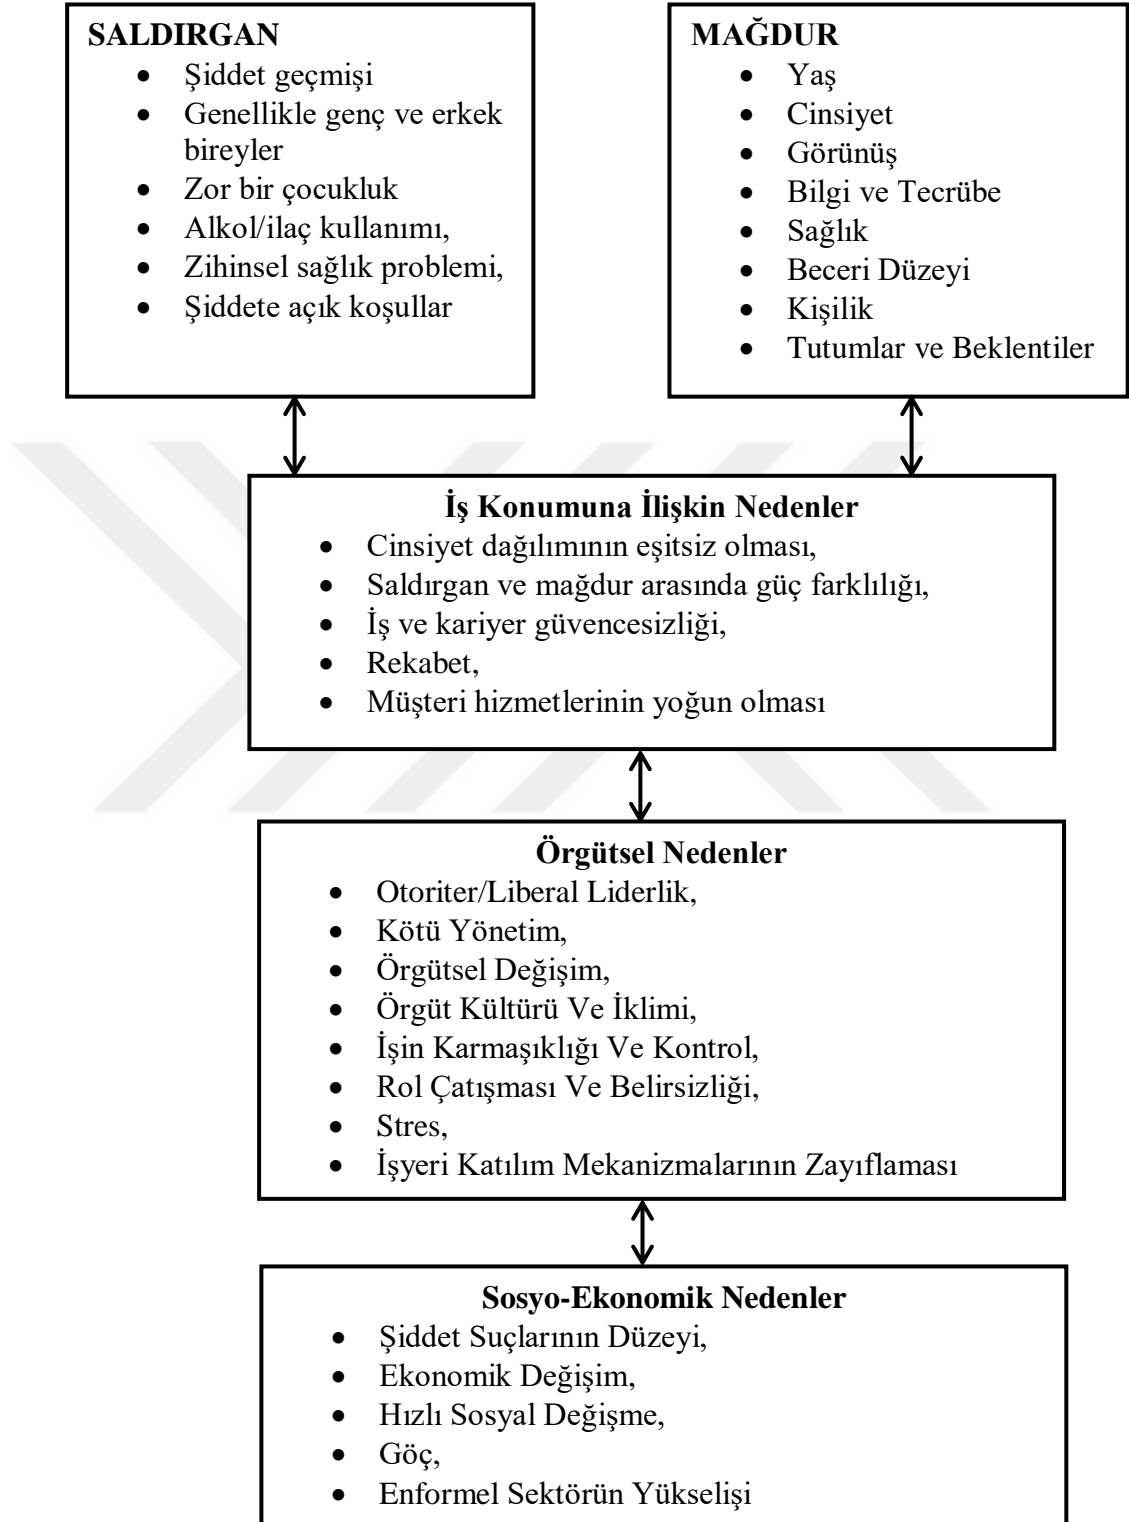 SALDIRGAN
• Şiddet geçmişi
• Genellikle genç ve erkek
bireyler
• Zor bir çocukluk
• Alkol/ilaç kullanımı,
• Zihinsel sağlık problemi,
• Şiddete açık koşullar
MAĞDUR
• Yaş
• Cinsiyet
• Görünüş
• Bilgi ve Tecrübe
• Sağlık
• Beceri Düzeyi
• Kişilik
• Tutumlar ve Beklentiler
İş Konumuna İlişkin Nedenler
• Cinsiyet dağılımının eşitsiz olması,
• Saldırgan ve mağdur arasında güç farklılığı,
• İş ve kariyer güvencesizliği,
• Rekabet,
• Müşteri hizmetlerinin yoğun olması
Örgütsel Nedenler
• Otoriter/Liberal Liderlik,
• Kötü Yönetim,
• Örgütsel Değişim,
• Örgüt Kültürü Ve İklimi,
• İşin Karmaşıklığı Ve Kontrol,
• Rol Çatışması Ve Belirsizliği,
• Stres,
• İşyeri Katılım Mekanizmalarının Zayıflaması
Sosyo-Ekonomik Nedenler
• Şiddet Suçlarının Düzeyi,
• Ekonomik Değişim,
• Hızlı Sosyal Değişme,
• Göç,
• Enformel Sektörün Yükselişi